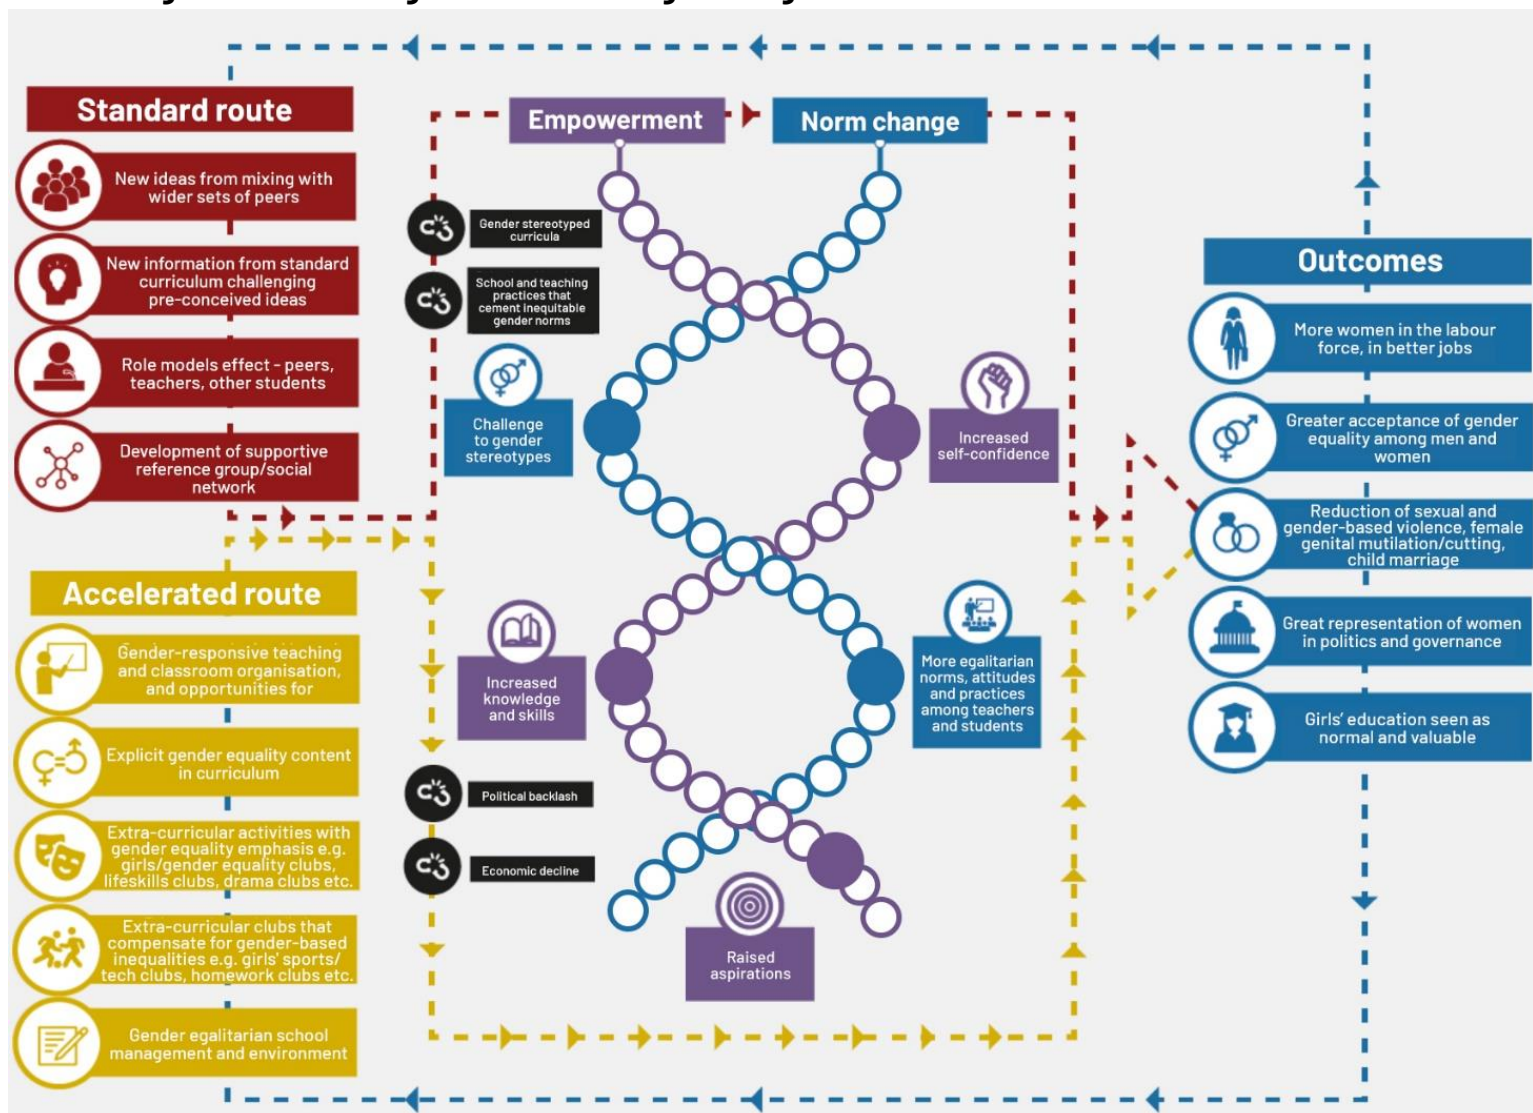 Standard route
New ideas from mixing with
wider sets of peers
New information from standard
curriculum challenging
pre-conceived ideas
Role models effect - peers,
teachers, other students
Development of supportive
reference group/social
network
Accelerated route
Gender-responsive teaching
and classroom organisation,
and opportunities for
Explicit gender equality content
in curriculum
Extra-curricular activities with
gender equality emphasis e.g.
girls/gender equality clubs,
lifeskills clubs, drama clubs etc.
Extra-curricular clubs that
compensate for gender-based
inequalities e.g. girls' sports/
tech clubs, homework clubs etc.
Gender egalitarian school
management and environment
Empowerment
Norm change
Gender stereotyped
curricula
School and teaching
practices that
cement inequitable
gender norms
Challenge
to gender
stereotypes
Increased
self-confidence
Increased
knowledge
and skills
More egalitarian
norms, attitudes
and practices
among teachers
and students
Political backlash
Economic decline
Raised
aspirations
Outcomes
More women in the labour
force, in better jobs
Greater acceptance of gender
equality among men and
women
Reduction of sexual and
gender-based violence, female
genital mutilation/cutting,
child marriage
Great representation of women
in politics and governance
Girls' education seen as
normal and valuable